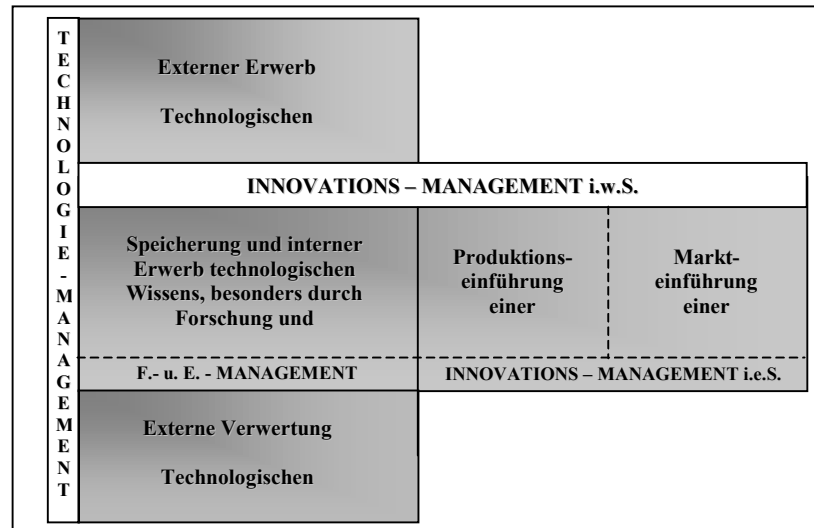 TECHNOLOGIE-MANAGEMENT
Externer Erwerb
Technologischen
INNOVATIONS – MANAGEMENT i.w.S.
Speicherung und interner
Erwerb technologischen
Wissens, besonders durch
Forschung und
Produktions-
einführung
einer
Markt-
einführung
einer
F.- u. E. - MANAGEMENT
INNOVATIONS – MANAGEMENT i.e.S.
Externe Verwertung
Technologischen